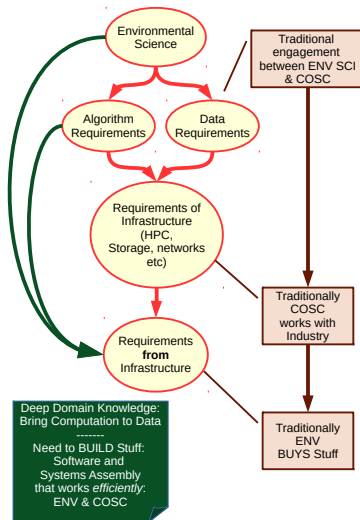 Environmental
Science
Traditional
engagement
between ENV SCI
& COSC
Algorithm
Requirements
Data
Requirements
Requirements of
Infrastructure
(HPC,
Storage, networks
etc)
Traditionally
COSC
works with
Industry
Requirements
from
Infrastructure
Deep Domain Knowledge:
Bring Computation to Data
-------
Need to BUILD Stuff:
Software and
Systems Assembly
that works efficiently:
ENV & COSC
Traditionally
ENV
BUYS Stuff